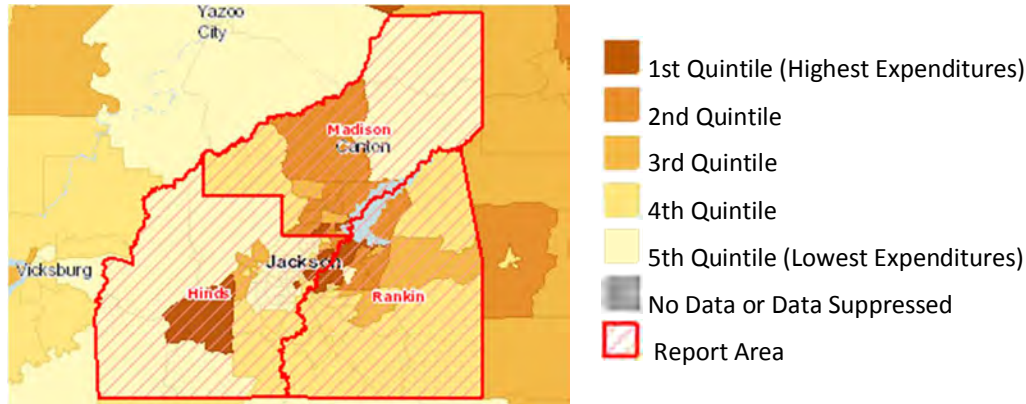 Yazoo
City
Madison
Canton
Jackson
Vicksburg
Hinds
Rankin
1st Quintile (Highest Expenditures)
2nd Quintile
3rd Quintile
4th Quintile
5th Quintile (Lowest Expenditures)
No Data or Data Suppressed
Report Area